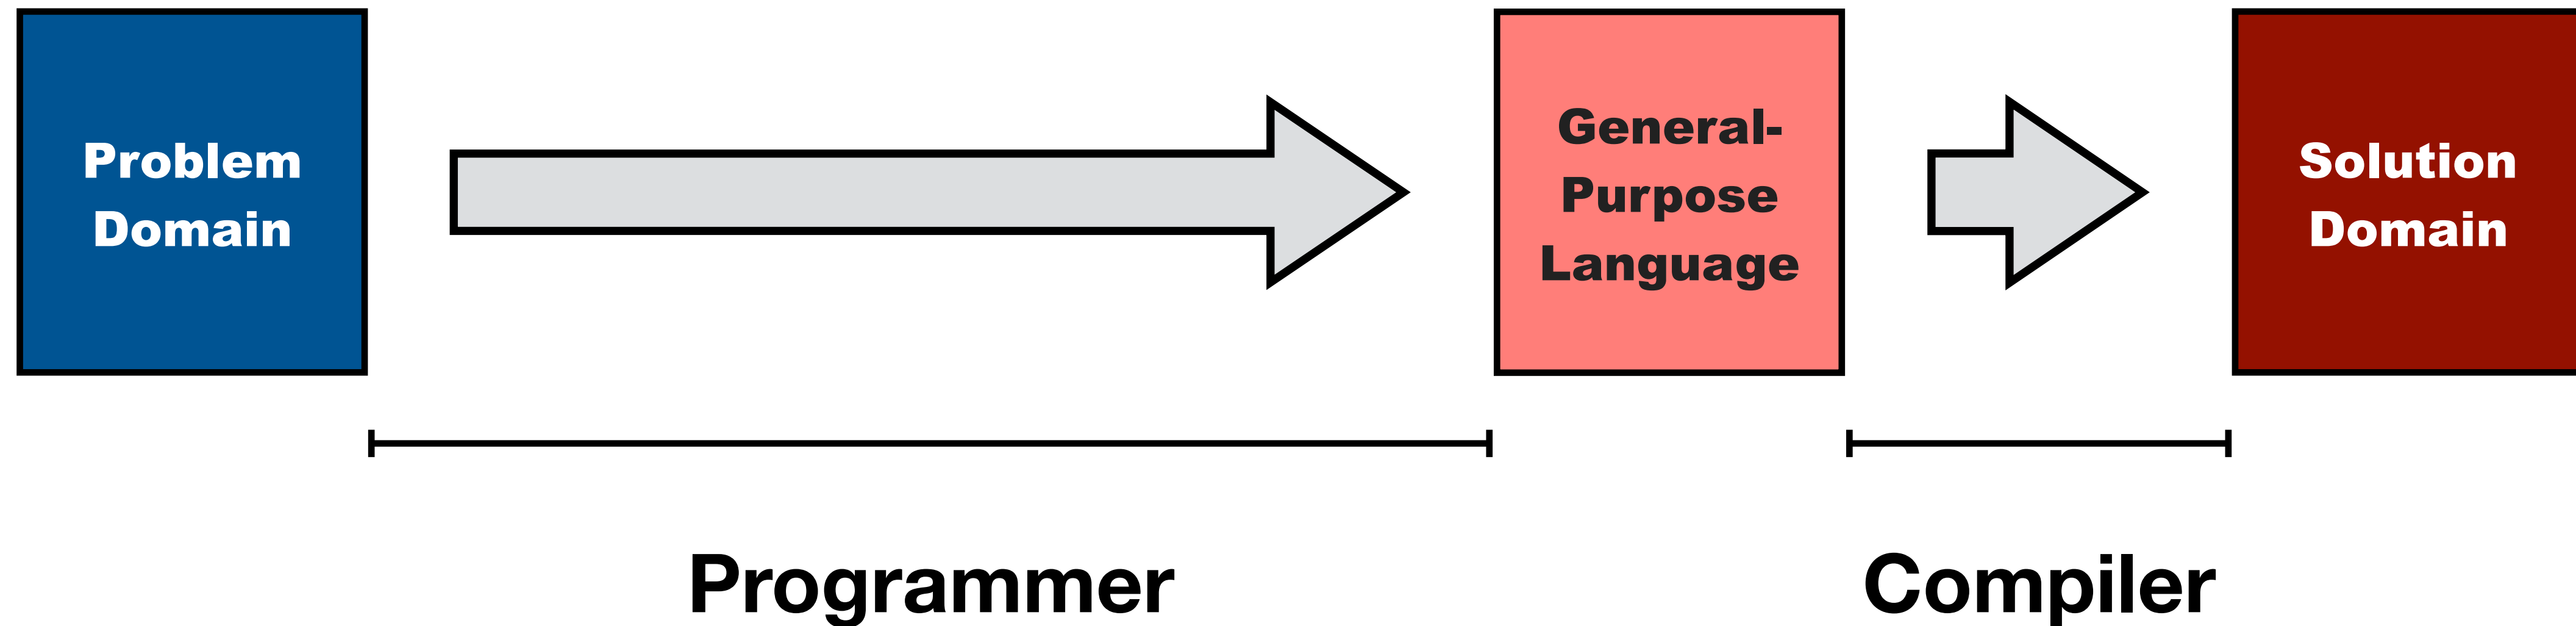 Problem
Domain
General-
Purpose
Language
Solution
Domain
Programmer
Compiler